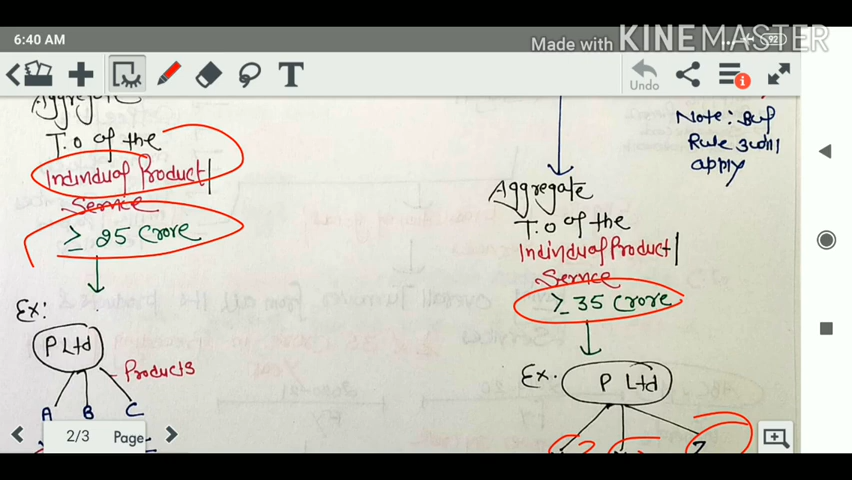 6:40 AM
Made with KINEMASTER
92
T
Undo
Aggregate
T.O of the
Individual Product|
Service
≥ 25 Crore
Ex:
P Ltd
Products
A B C
2/3 Page
Note: But
Rule 3 will
apply
Aggregate
T.O of the
Individual Product|
Service
≥ 35 Crore
Ex.
P Ltd